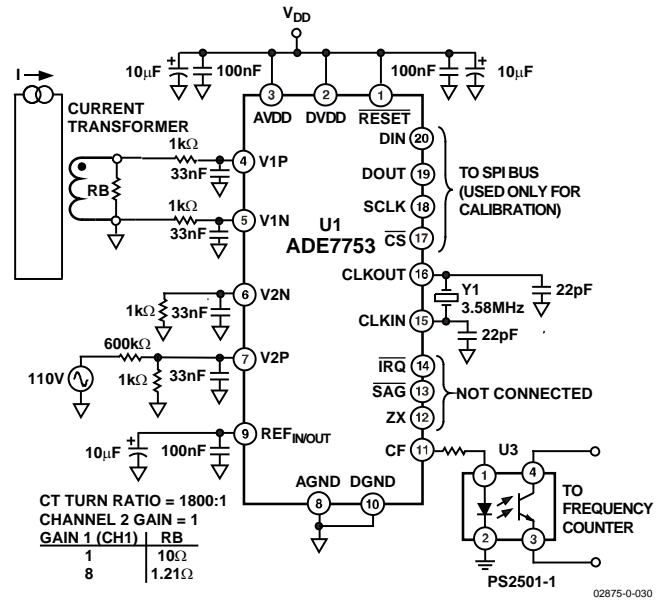 V_DD
10µF 100nF 100nF 10µF
I
CURRENT
TRANSFORMER
3 2 1
AVDD DVDD RESET
DIN 20
DOUT 19
SCLK 18
CS 17
TO SPI BUS
(USED ONLY FOR
CALIBRATION)
1kΩ
33nF
4 V1P
RB
1kΩ
33nF
5 V1N
U1
ADE7753
CLKOUT 16
Y1
3.58MHz
22pF
CLKIN 15
22pF
6 V2N
1kΩ 33nF
600kΩ
7 V2P
110V
1kΩ 33nF
IRQ 14
SAG 13
ZX 12
NOT CONNECTED
9 REF_IN/OUT
10µF 100nF
CF 11
U3
1 4
2 3
TO
FREQUENCY
COUNTER
PS2501-1
AGND DGND
8 10
CT TURN RATIO = 1800:1
CHANNEL 2 GAIN = 1
GAIN 1 (CH1) RB
1 10Ω
8 1.21Ω
02875-0-030